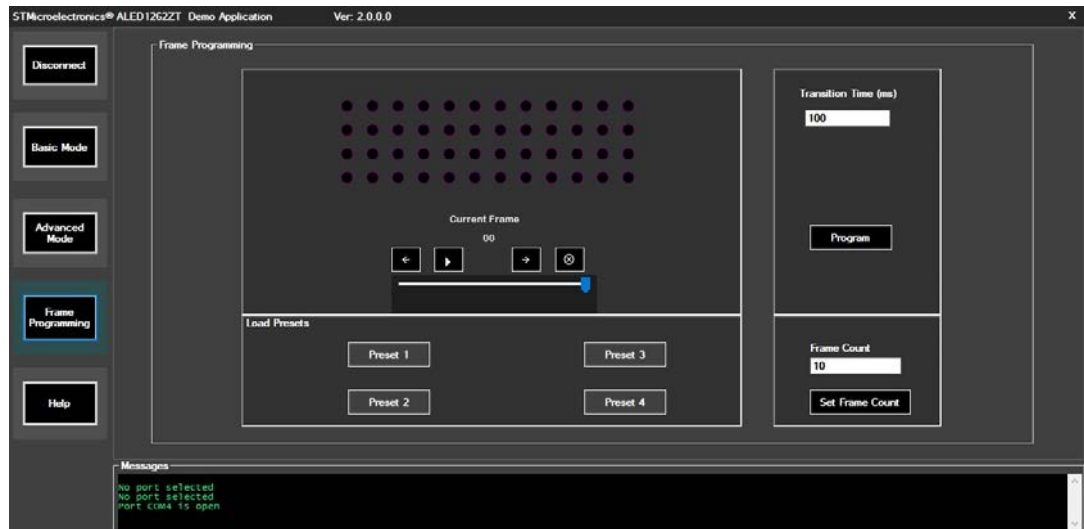 STMicroelectronics® ALED1262ZT Demo Application Ver: 2.0.0.0 X
Disconnect
Basic Mode
Advanced
Mode
Frame
Programming
Help
Frame Programming
Current Frame
00
Load Presets
Preset 1
Preset 3
Preset 2
Preset 4
Transition Time (ms)
100
Program
Frame Count
10
Set Frame Count
Messages
No port selected
No port selected
Port COM4 is open